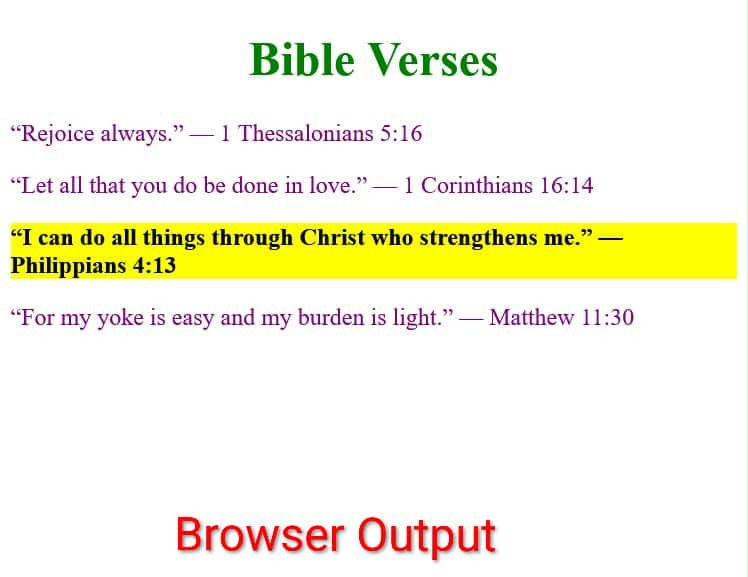 Bible Verses
“Rejoice always.” — 1 Thessalonians 5:16
“Let all that you do be done in love.” — 1 Corinthians 16:14
“I can do all things through Christ who strengthens me.” —
Philippians 4:13
“For my yoke is easy and my burden is light.” — Matthew 11:30
Browser Output